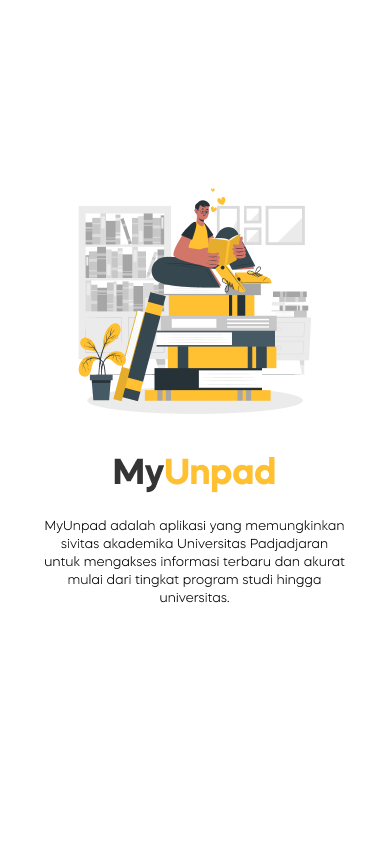 MyUnpad
MyUnpad adalah aplikasi yang memungkinkan
sivitas akademika Universitas Padjadjaran
untuk mengakses informasi terbaru dan akurat
mulai dari tingkat program studi hingga
universitas.